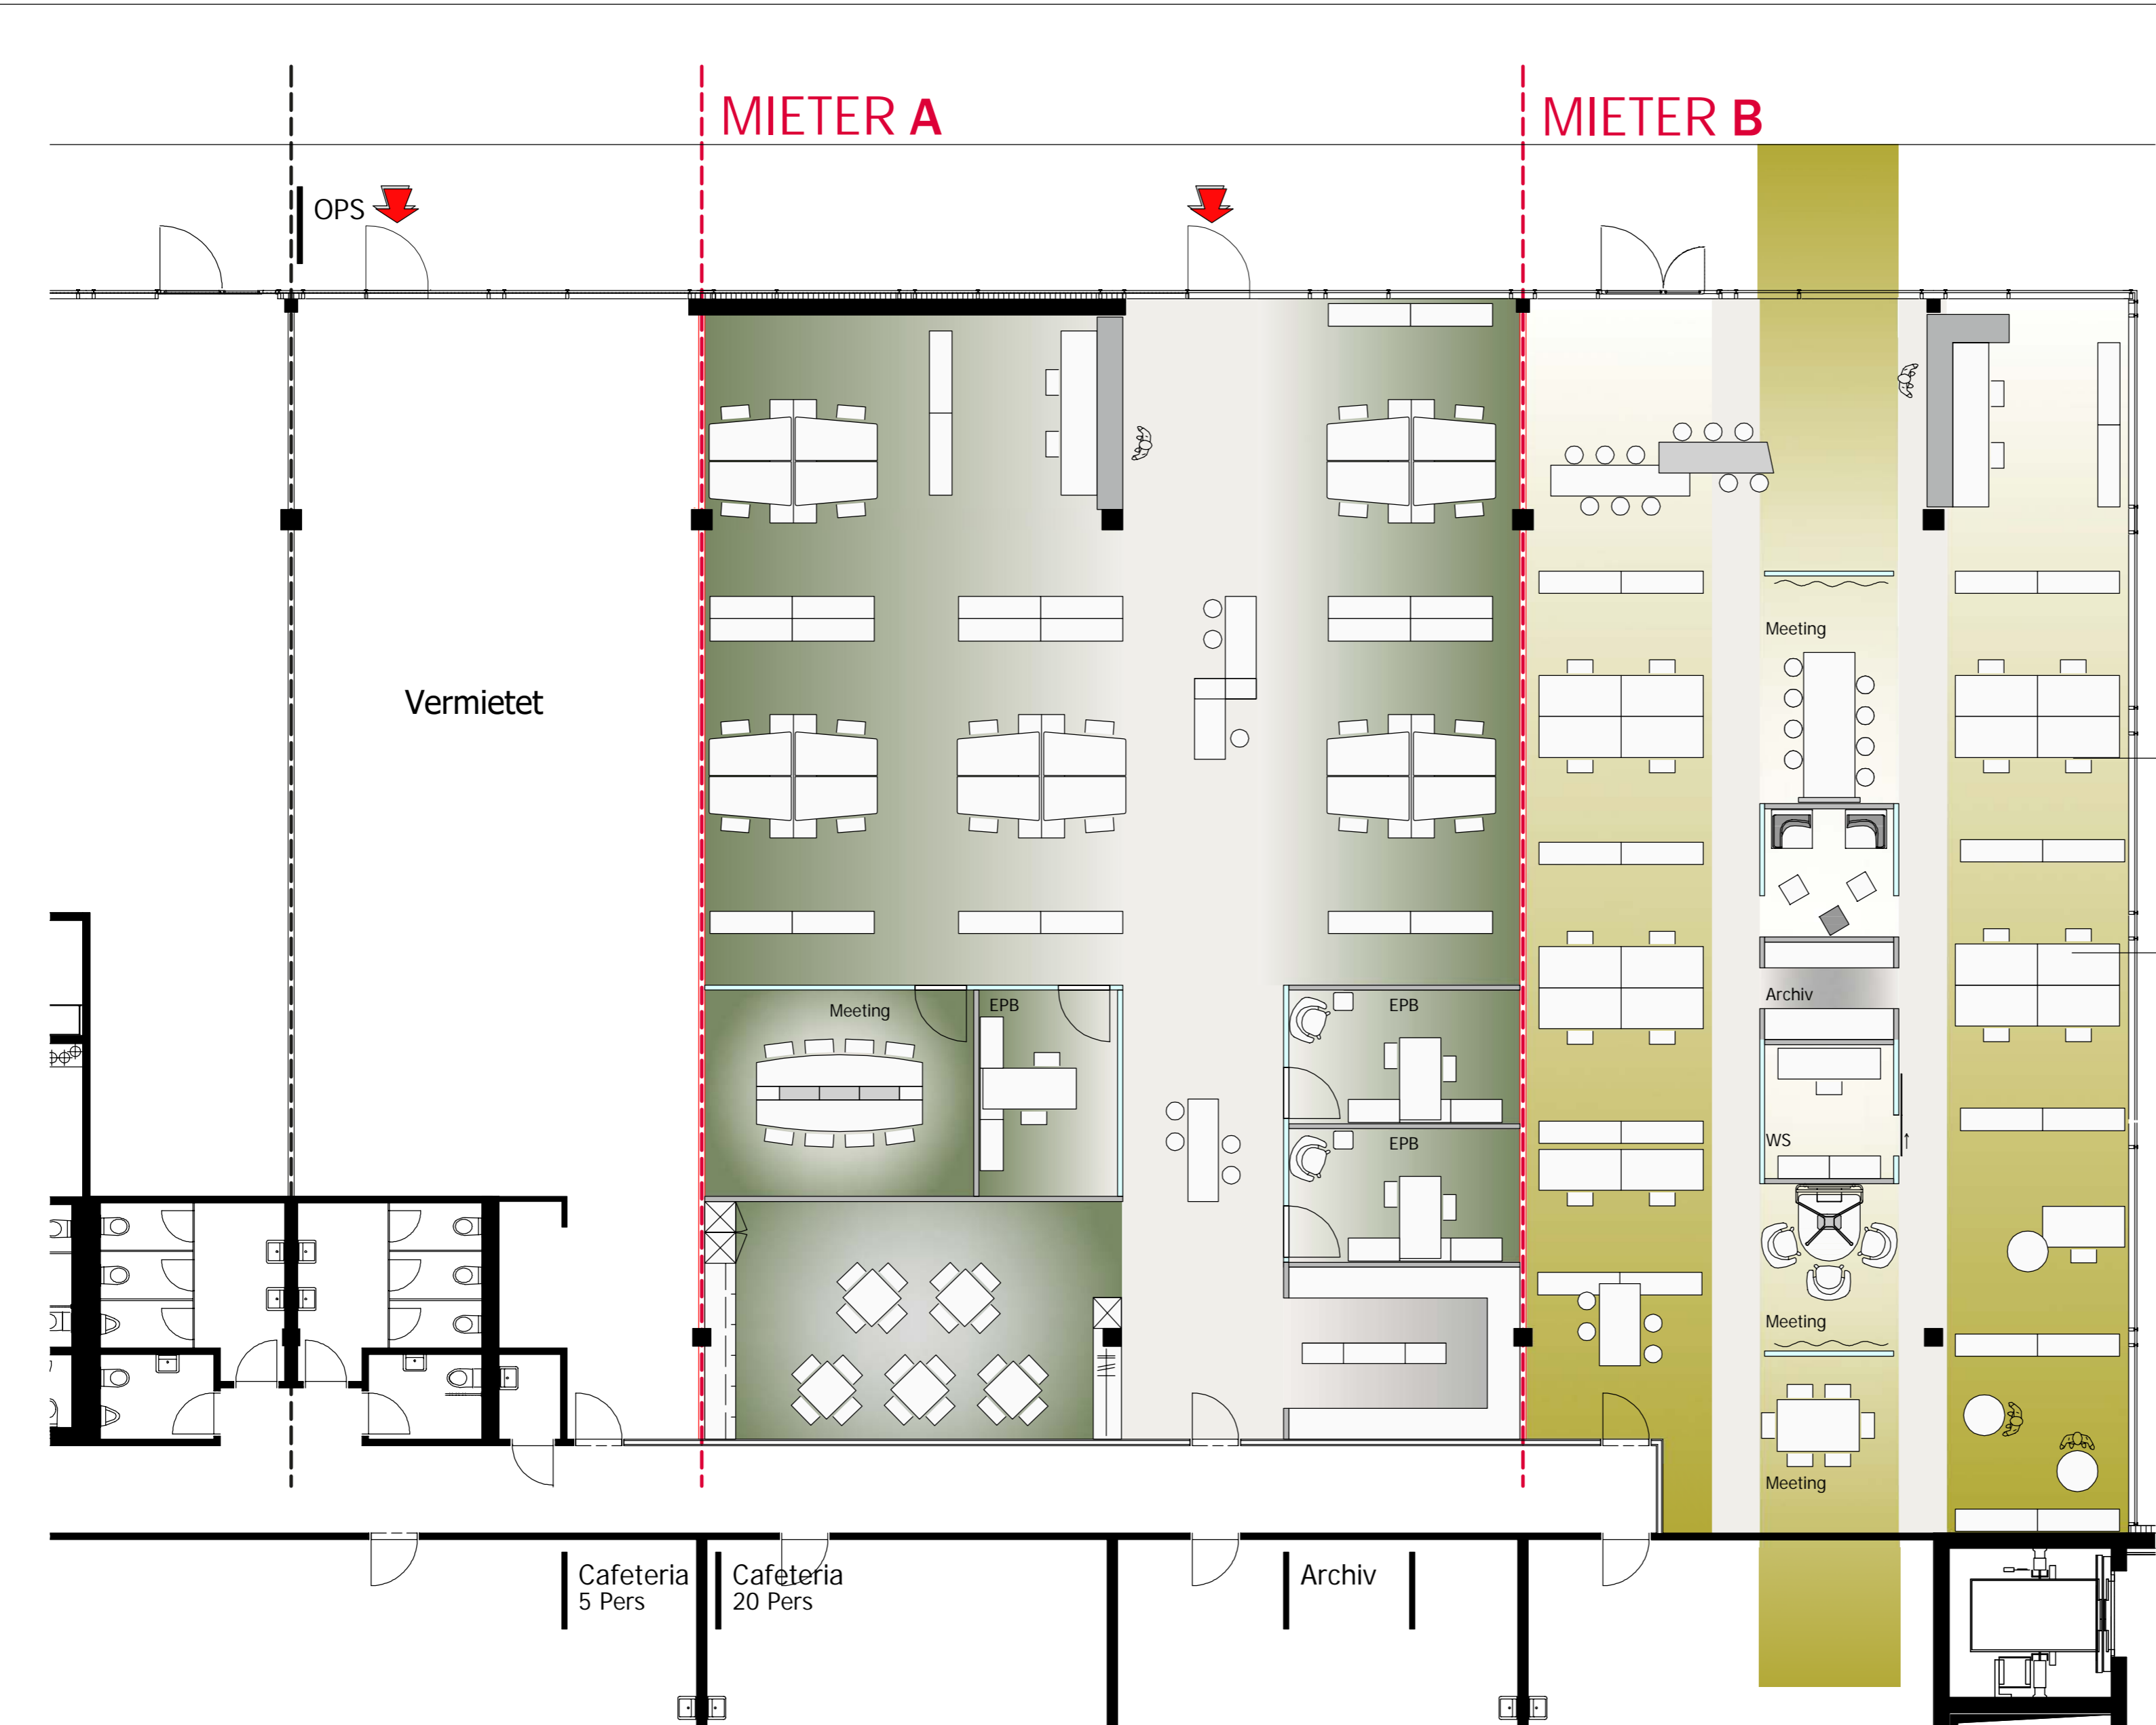 MIETER A
MIETER B
OPS
Vermietet
Meeting
Meeting
EPB
EPB
Archiv
WS
EPB
Meeting
Meeting
Cafeteria
5 Pers
Cafeteria
20 Pers
Archiv